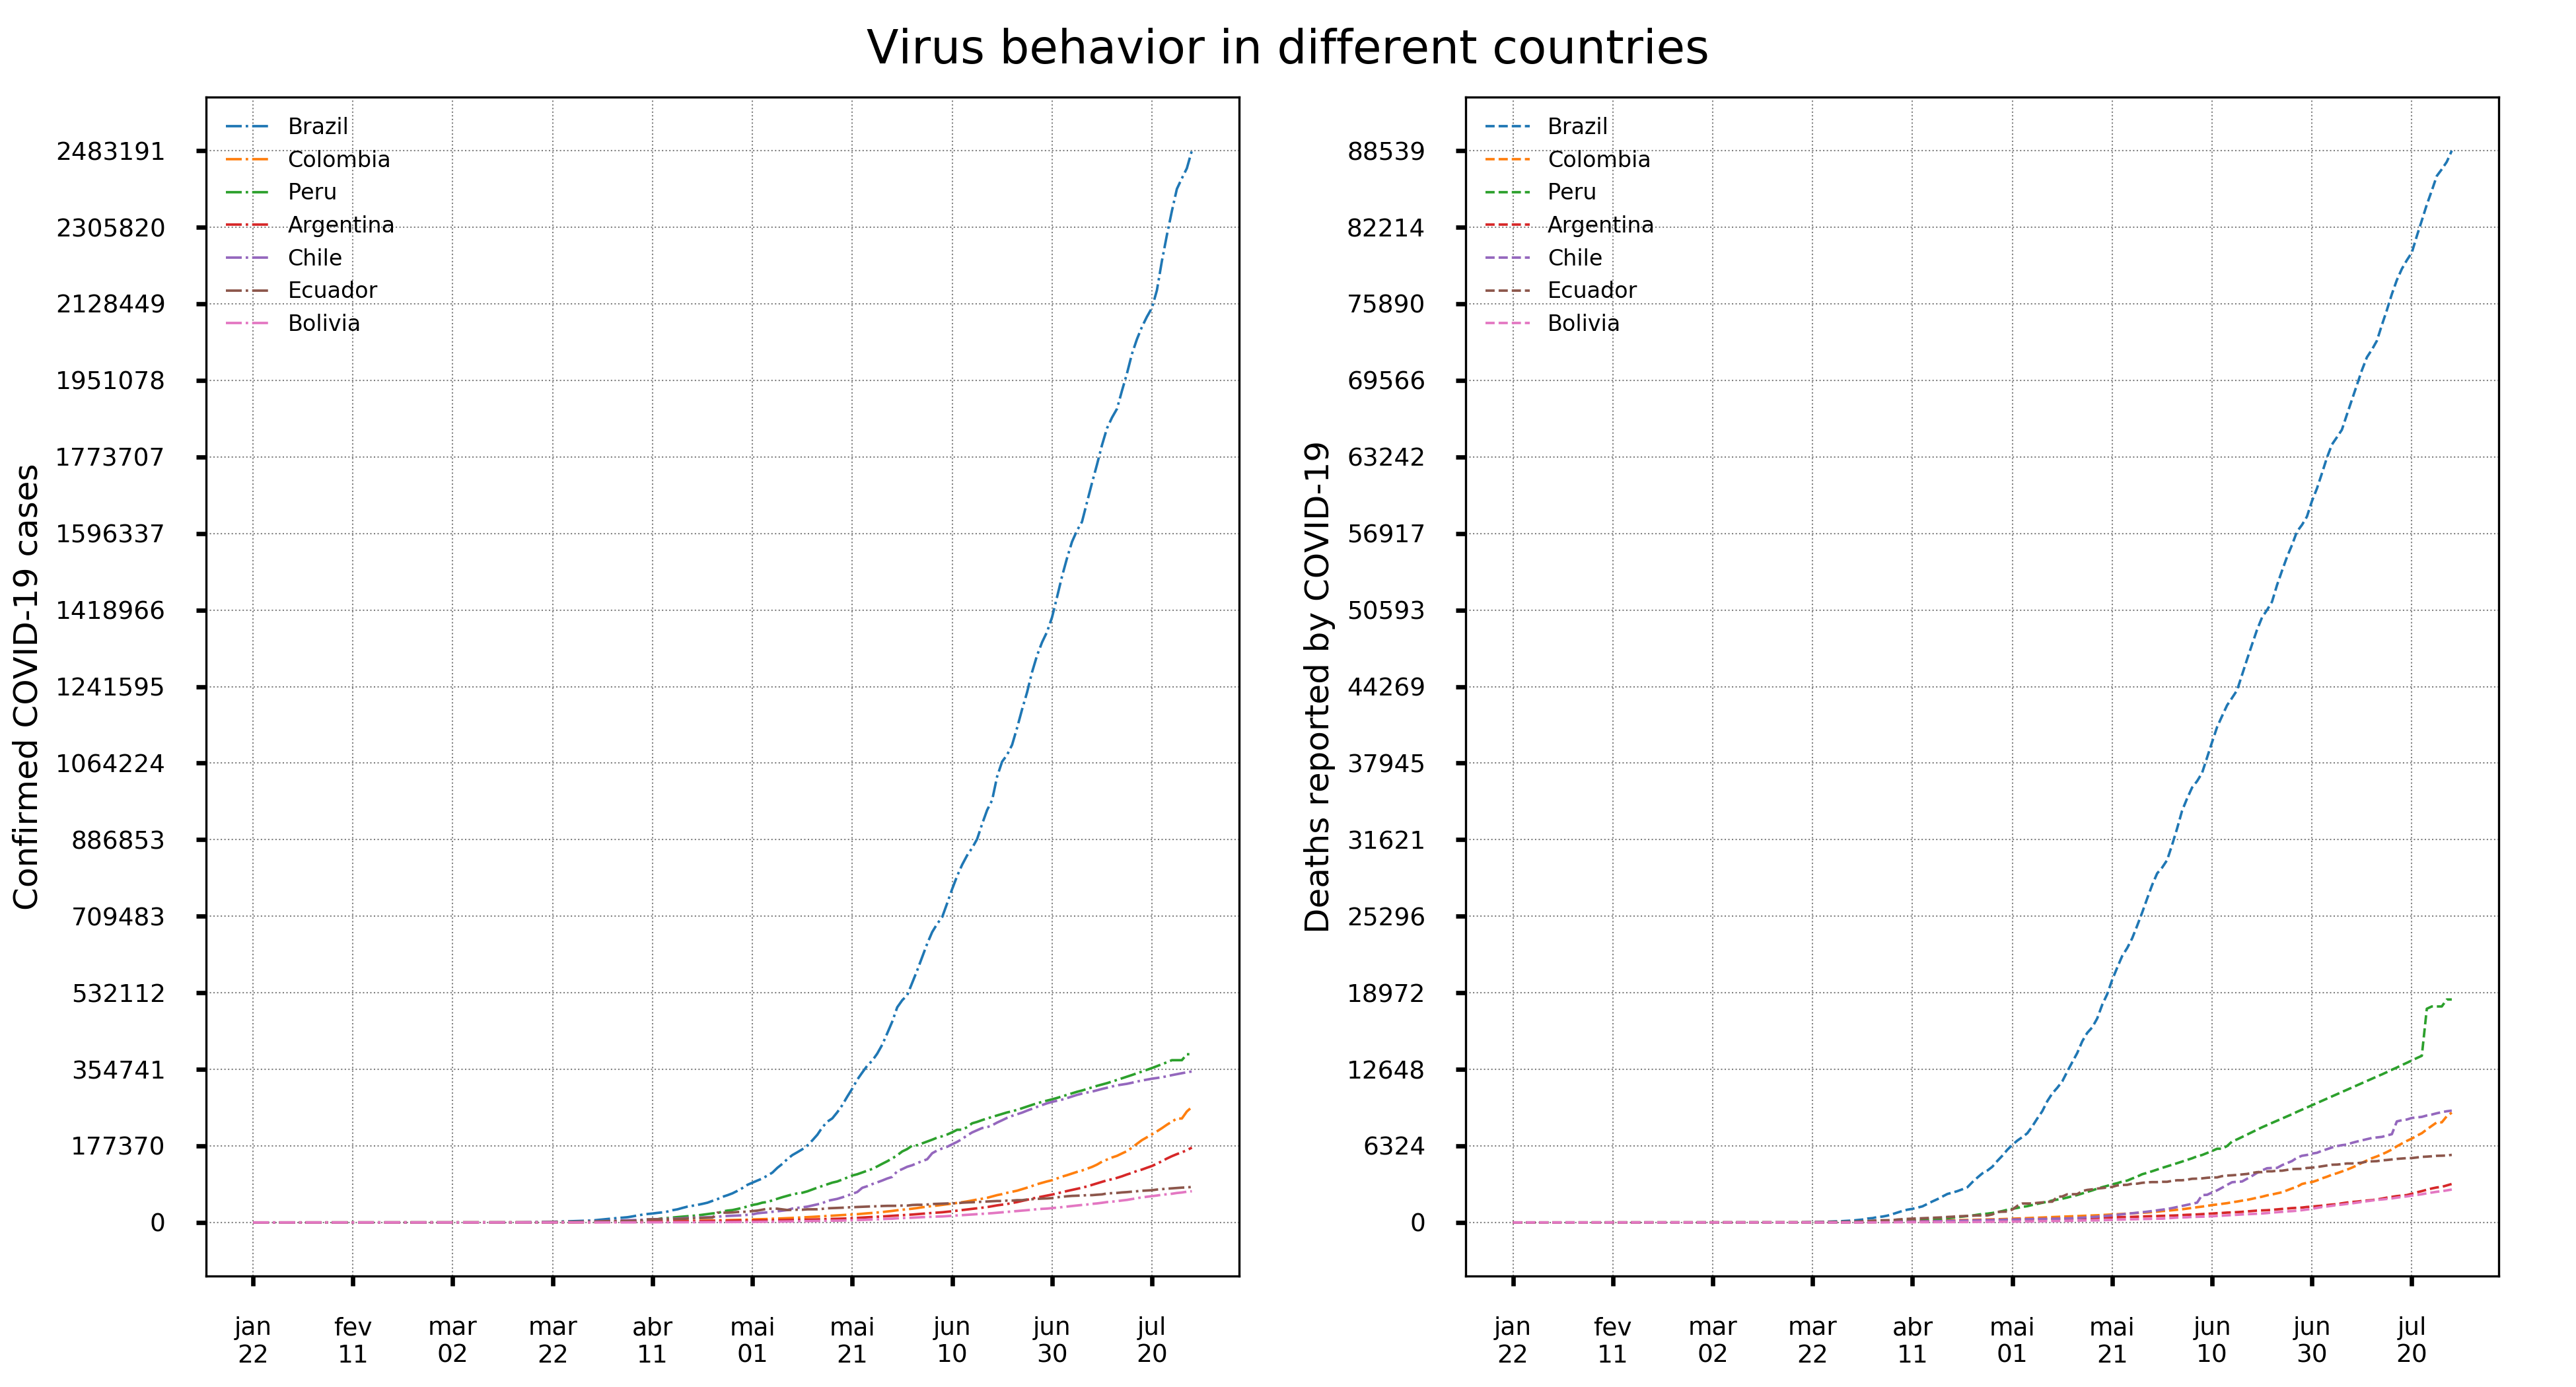 Virus behavior in different countries
Confirmed COVID-19 cases
2483191
2305820
2128449
1951078
1773707
1596337
1418966
1241595
1064224
886853
709483
532112
354741
177370
0
Brazil
Colombia
Peru
Argentina
Chile
Ecuador
Bolivia
jan fev mar mar abr mai mai jun jun jul
22 11 02 22 11 01 21 10 30 20
Deaths reported by COVID-19
88539
82214
75890
69566
63242
56917
50593
44269
37945
31621
25296
18972
12648
6324
0
Brazil
Colombia
Peru
Argentina
Chile
Ecuador
Bolivia
jan fev mar mar abr mai mai jun jun jul
22 11 02 22 11 01 21 10 30 20